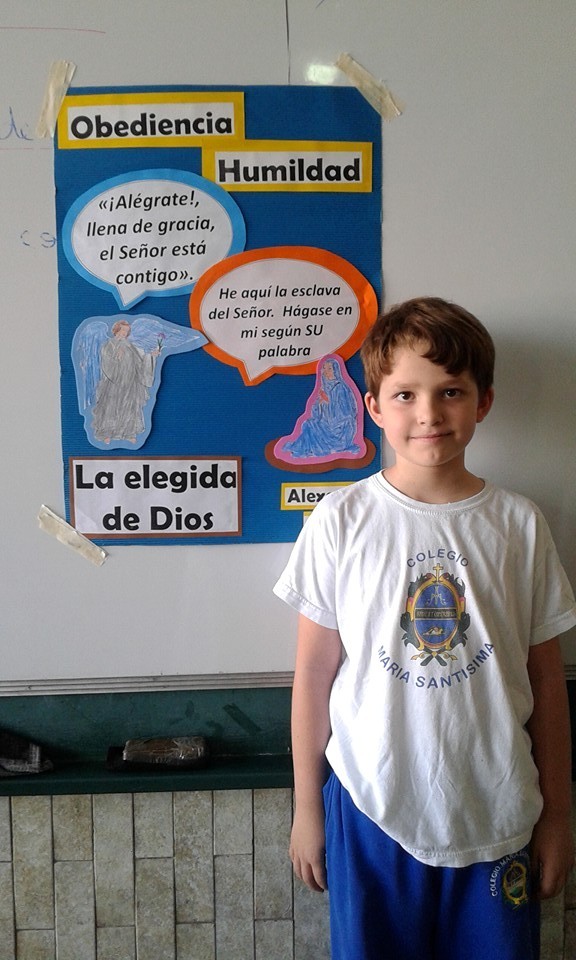 Obediencia
Humildad
«¡Alégrate!,
llena de gracia,
el Señor está
contigo».
He aquí la esclava
del Señor. Hágase en
mi según SU
palabra
La elegida
de Dios
COLEGIO
MARIA SANTISIMA